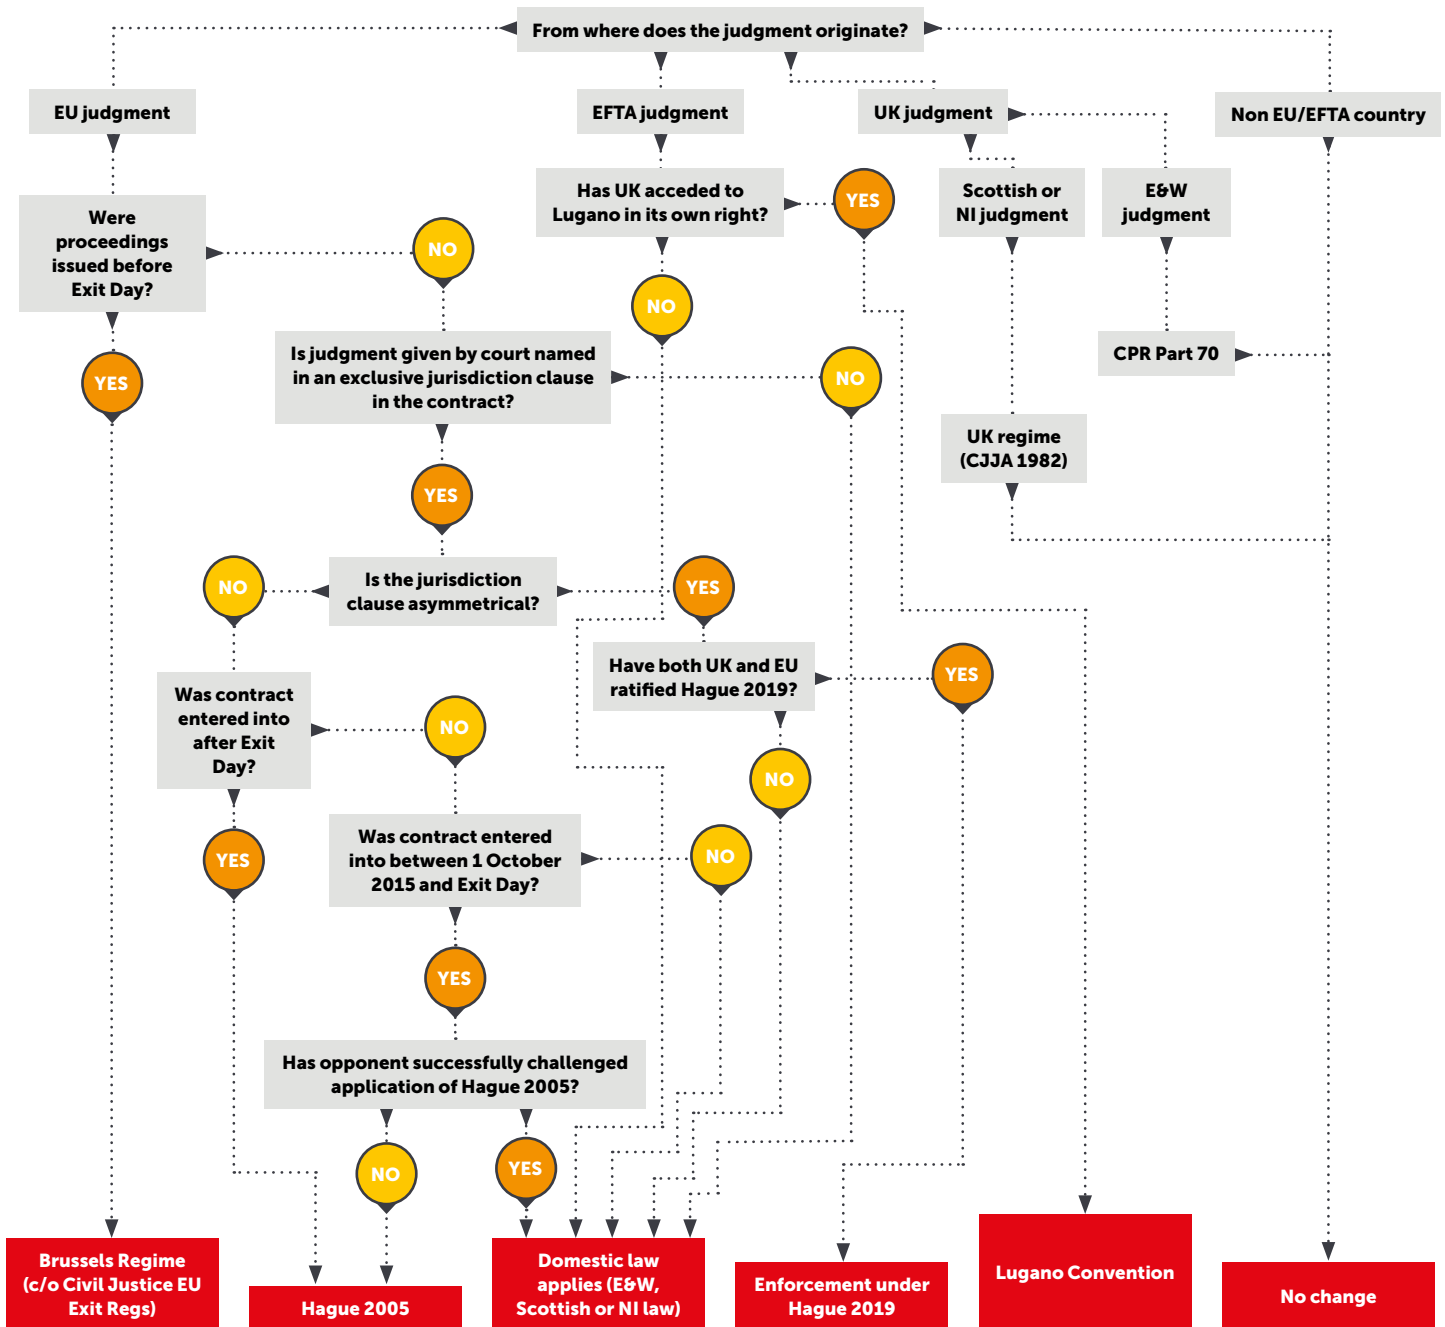 From where does the judgment originate?
EU judgment
EFTA judgment
UK judgment
Non EU/EFTA country
Were
proceedings
issued before
Exit Day?
Has UK acceded to
Lugano in its own right?
YES
Scottish or
NI judgment
E&W
judgment
NO
NO
YES
Is judgment given by court named
in an exclusive jurisdiction clause
in the contract?
NO
CPR Part 70
UK regime
(CJJA 1982)
YES
NO
Is the jurisdiction
clause asymmetrical?
YES
Have both UK and EU
ratified Hague 2019?
YES
Was contract
entered into
after Exit
Day?
NO
NO
YES
Was contract entered
into between 1 October
2015 and Exit Day?
NO
YES
Has opponent successfully challenged
application of Hague 2005?
NO
YES
Brussels Regime
(c/o Civil Justice EU
Exit Regs)
Hague 2005
Domestic law
applies (E&W,
Scottish or NI law)
Enforcement under
Hague 2019
Lugano Convention
No change